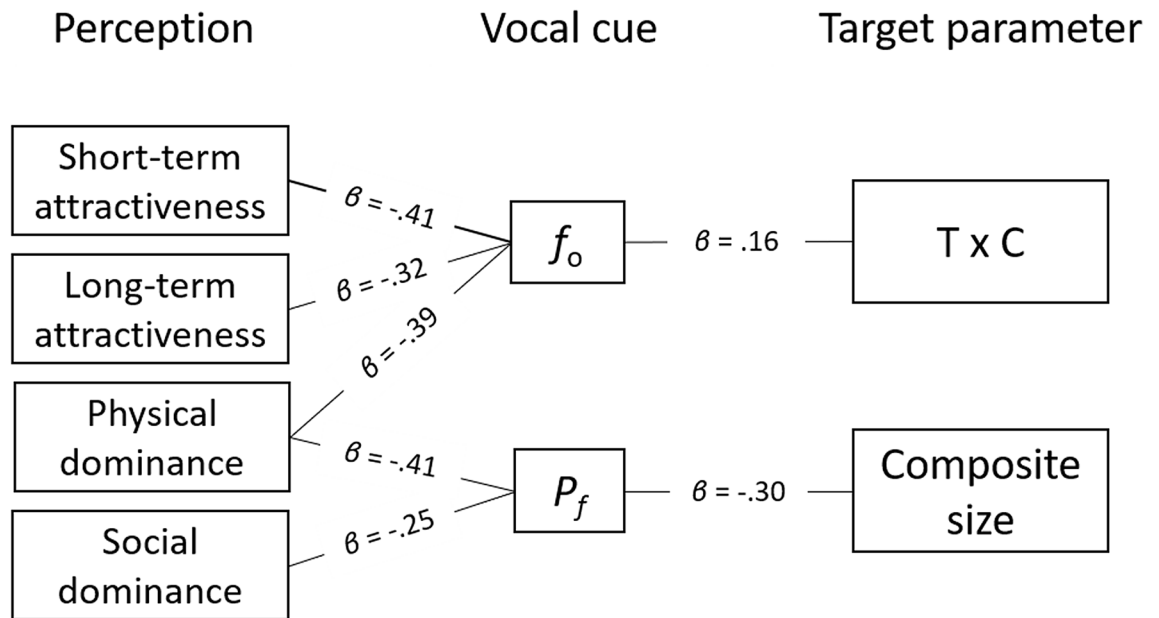 Perception
Vocal cue
Target parameter
Short-term
attractiveness
Long-term
attractiveness
Physical
dominance
Social
dominance
β = -.41
β = -.32
β = -.39
β = -.41
β = -.25
fo
Pf
β = .16
β = -.30
T x C
Composite
size